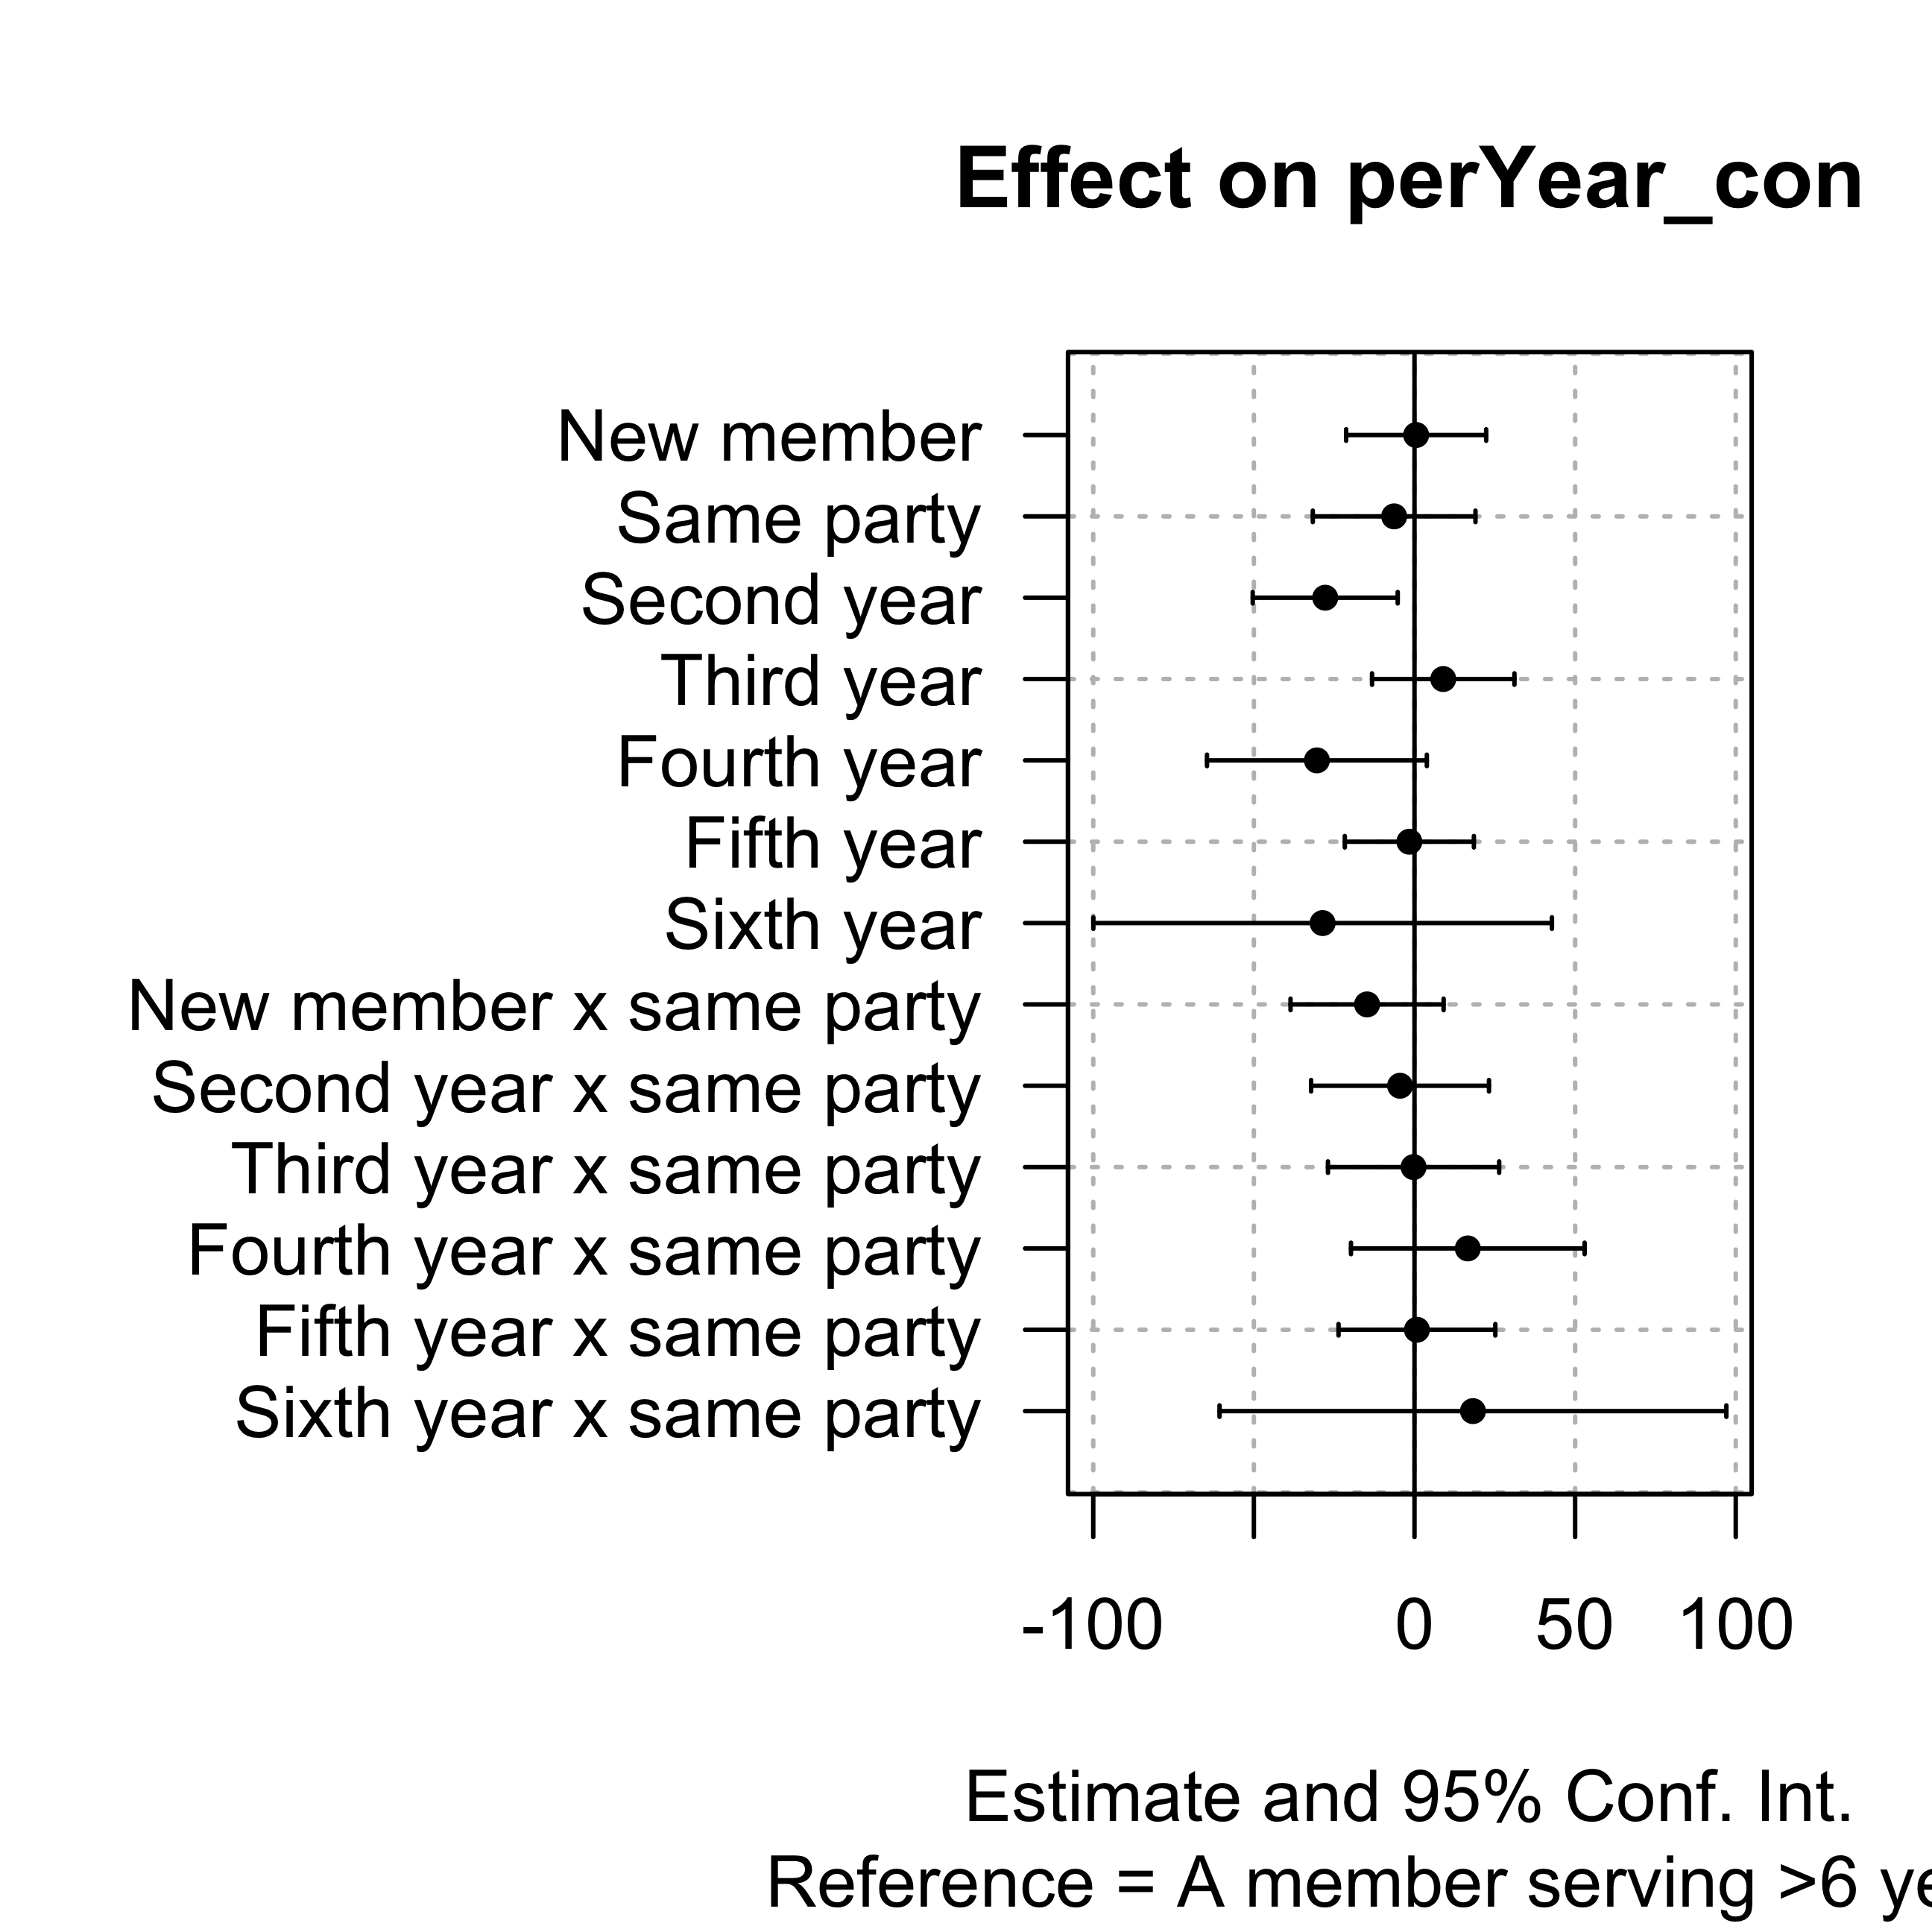 Effect on perYear_con
New member
Same party
Second year
Third year
Fourth year
Fifth year
Sixth year
New member x same party
Second year x same party
Third year x same party
Fourth year x same party
Fifth year x same party
Sixth year x same party
-100 0 50 100
Estimate and 95% Conf. Int.
Reference = A member serving >6 ye